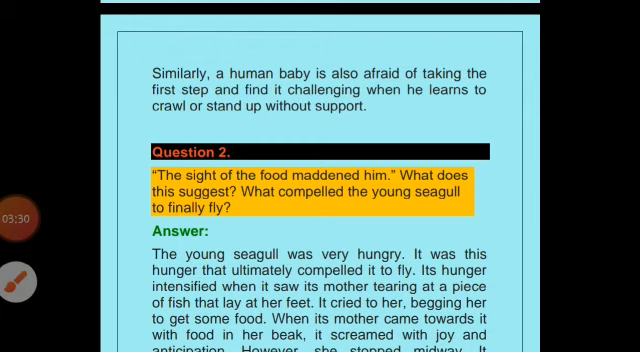 Similarly, a human baby is also afraid of taking the
first step and find it challenging when he learns to
crawl or stand up without support.
Question 2.
“The sight of the food maddened him.” What does
this suggest? What compelled the young seagull
to finally fly?
Answer:
The young seagull was very hungry. It was this
hunger that ultimately compelled it to fly. Its hunger
intensified when it saw its mother tearing at a piece
of fish that lay at her feet. It cried to her, begging her
to get some food. When its mother came towards it
with food in her beak, it screamed with joy and
anticipation. However, she stopped midway. It
03:30